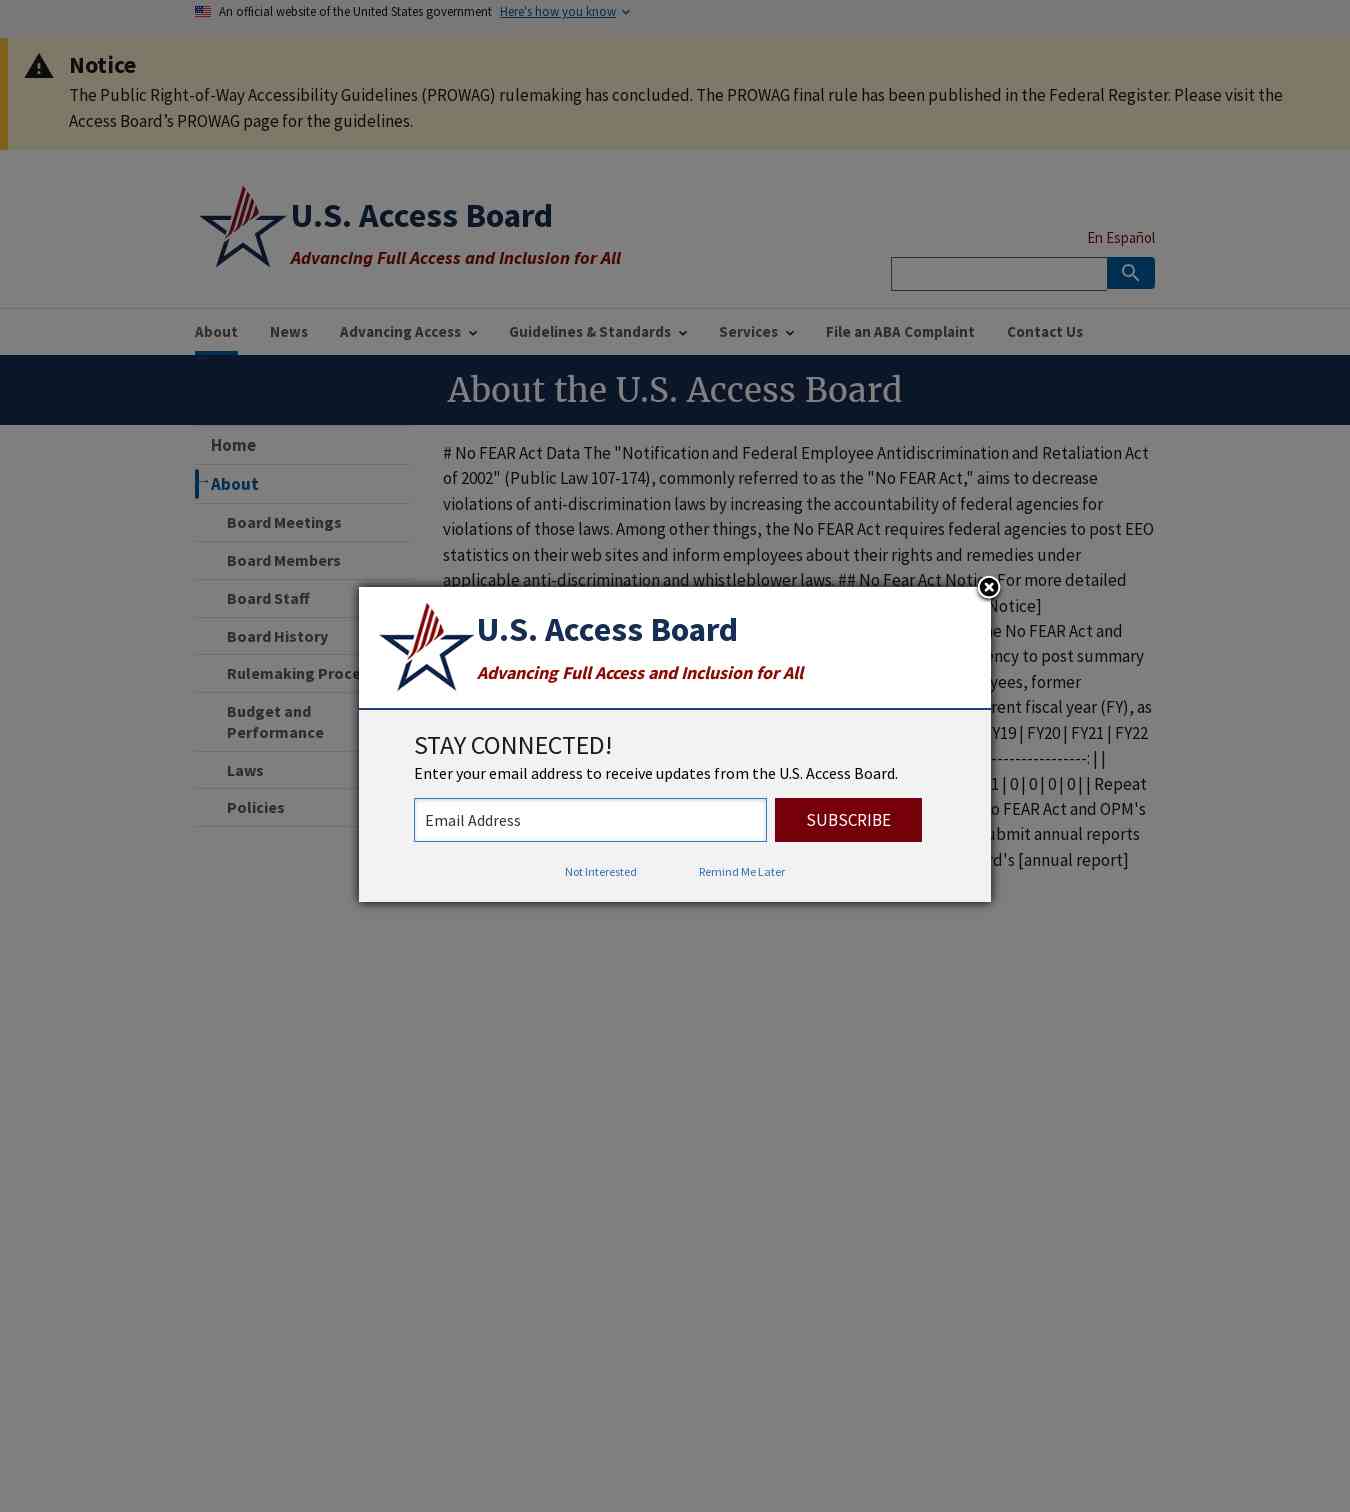 An official website of the United States government Here's how you know
Notice
The Public Right-of-Way Accessibility Guidelines (PROWAG) rulemaking has concluded. The PROWAG final rule has been published in the Federal Register. Please visit the
Access Board’s PROWAG page for the guidelines.
U.S. Access Board
Advancing Full Access and Inclusion for All
En Español
About News Advancing Access Guidelines & Standards Services File an ABA Complaint Contact Us
About the U.S. Access Board
Home
→ About
Board Meetings
Board Members
Board Staff
Board History
Rulemaking Proce
Budget and
Performance
Laws
Policies
# No FEAR Act Data The "Notification and Federal Employee Antidiscrimination and Retaliation Act
of 2002" (Public Law 107-174), commonly referred to as the "No FEAR Act," aims to decrease
violations of anti-discrimination laws by increasing the accountability of federal agencies for
violations of those laws. Among other things, the No FEAR Act requires federal agencies to post EEO
statistics on their web sites and inform employees about their rights and remedies under
applicable anti-discrimination and whistleblower laws. ## No Fear Act Notice For more detailed
Notice]
he No FEAR Act and
ency to post summary
yees, former
rent fiscal year (FY), as
Y19 | FY20 | FY21 | FY22
----------------: | |
1 | 0 | 0 | 0 | 0 | | Repeat
o FEAR Act and OPM's
ubmit annual reports
rd's [annual report]
U.S. Access Board
Advancing Full Access and Inclusion for All
STAY CONNECTED!
Enter your email address to receive updates from the U.S. Access Board.
Email Address
SUBSCRIBE
Not Interested Remind Me Later